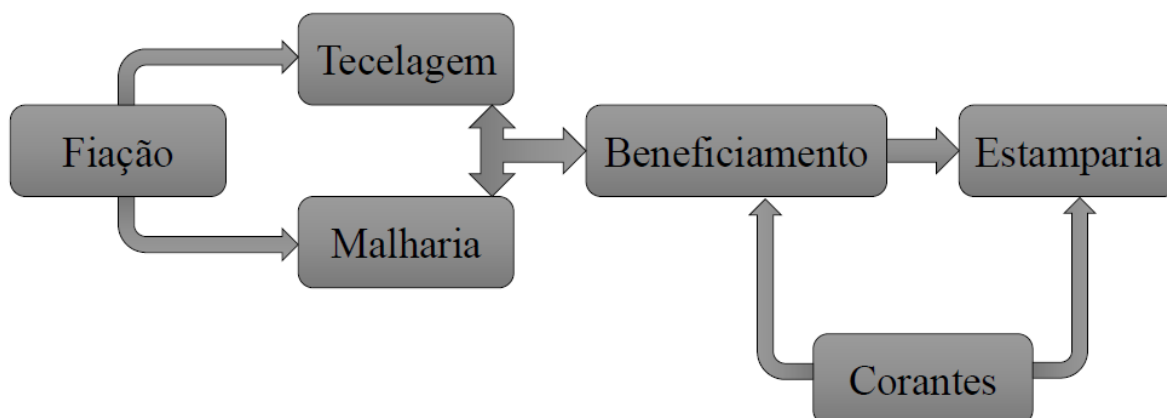 Tecelagem
Fiação
Beneficiamento
Estamparia
Malharia
Corantes